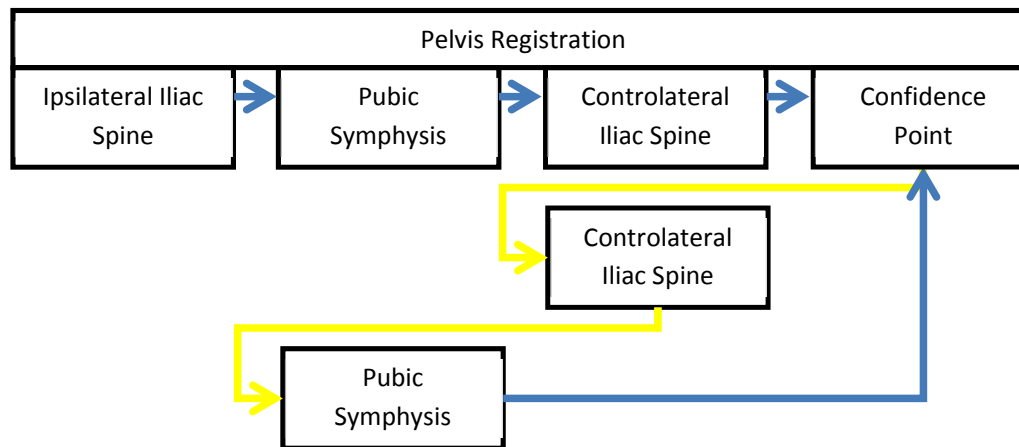 Pelvis Registration
Ipsilateral Iliac
Spine
Pubic
Symphysis
Controlateral
Iliac Spine
Confidence
Point
Controlateral
Iliac Spine
Pubic
Symphysis